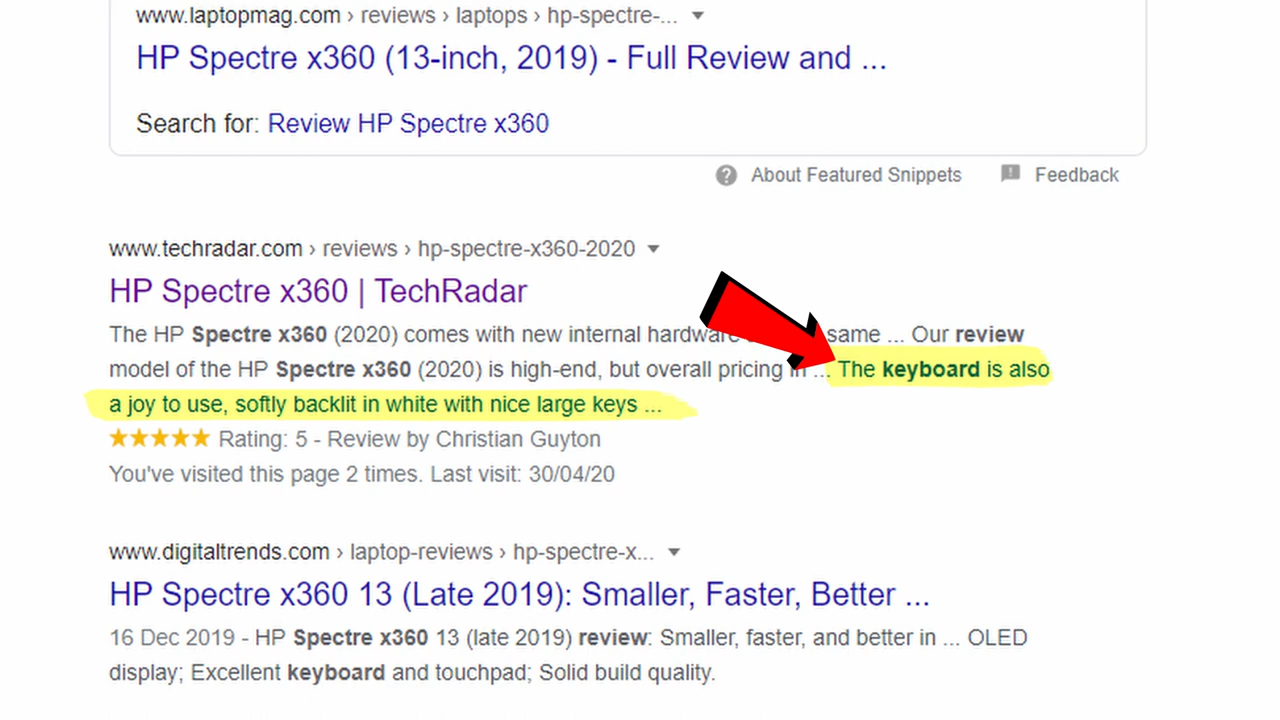 www.laptopmag.com › reviews › laptops › hp-spectre-...
HP Spectre x360 (13-inch, 2019) - Full Review and ...
Search for: Review HP Spectre x360
About Featured Snippets Feedback
www.techradar.com › reviews › hp-spectre-x360-2020
HP Spectre x360 | TechRadar
The HP Spectre x360 (2020) comes with new internal hardware same ... Our review
model of the HP Spectre x360 (2020) is high-end, but overall pricing in ... The keyboard is also
a joy to use, softly backlit in white with nice large keys ...
Rating: 5 - Review by Christian Guyton
You've visited this page 2 times. Last visit: 30/04/20
www.digitaltrends.com › laptop-reviews › hp-spectre-x...
HP Spectre x360 13 (Late 2019): Smaller, Faster, Better ...
16 Dec 2019 - HP Spectre x360 13 (late 2019) review: Smaller, faster, and better in ... OLED
display; Excellent keyboard and touchpad; Solid build quality.